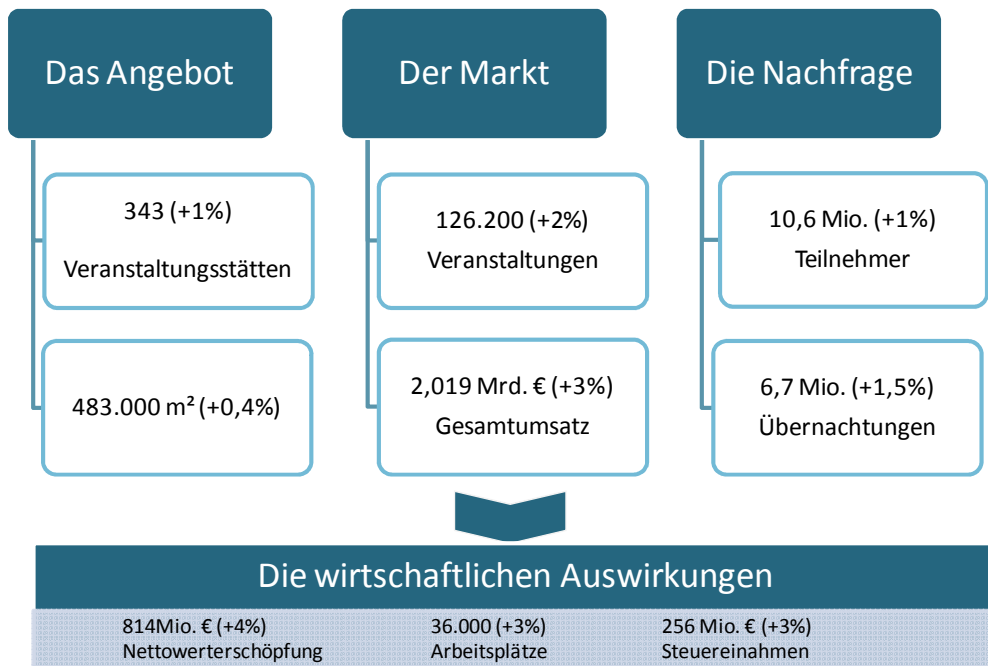 Das Angebot
343 (+1%)
Veranstaltungsstätten
483.000 m² (+0,4%)
Der Markt
126.200 (+2%)
Veranstaltungen
2,019 Mrd. € (+3%)
Gesamtumsatz
Die Nachfrage
10,6 Mio. (+1%)
Teilnehmer
6,7 Mio. (+1,5%)
Übernachtungen
Die wirtschaftlichen Auswirkungen
814Mio. € (+4%)
Nettowerterschöpfung
36.000 (+3%)
Arbeitsplätze
256 Mio. € (+3%)
Steuereinahmen